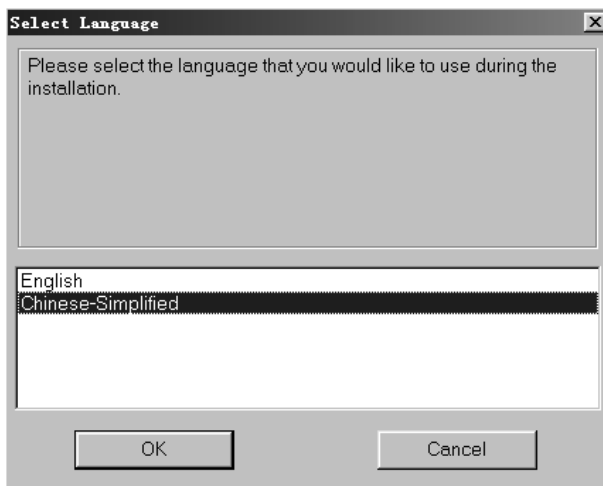 Select Language
Please select the language that you would like to use during the
installation.
English
Chinese-Simplified
OK
Cancel